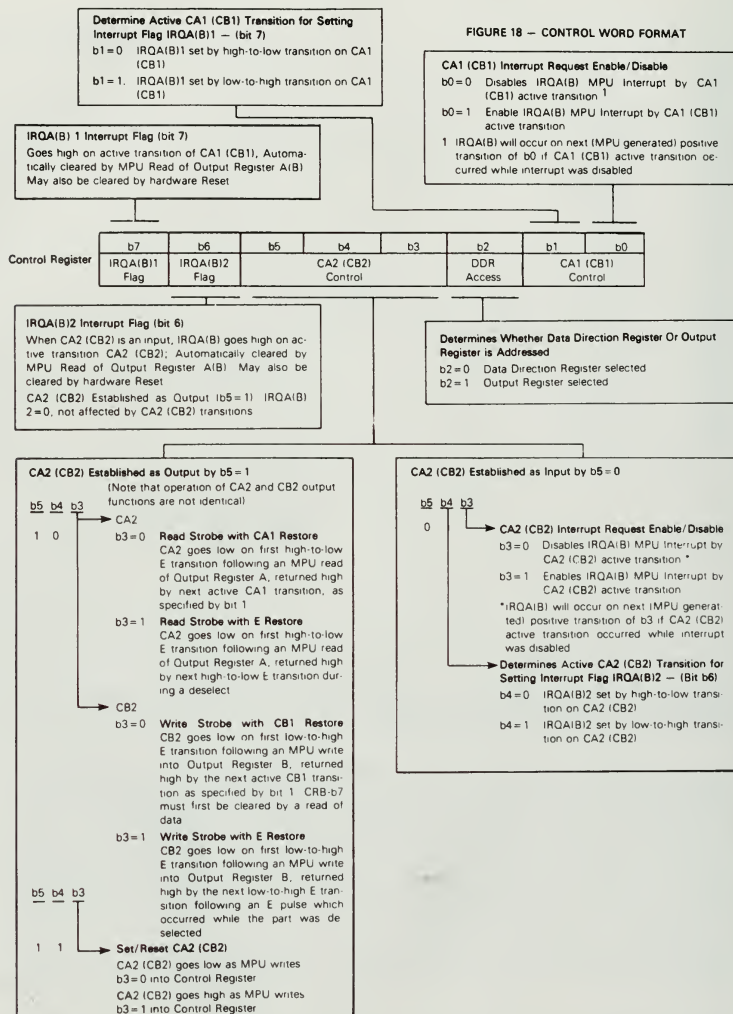 Determine Active CA1 (CB1) Transition for Setting
Interrupt Flag IRQA(B)1 — (bit 7)
b1=0 IRQA(B)1 set by high-to-low transition on CA1
(CB1)
b1=1. IRQA(B)1 set by low-to-high transition on CA1
(CB1)
FIGURE 18 — CONTROL WORD FORMAT
CA1 (CB1) Interrupt Request Enable/Disable
b0=0 Disables IRQA(B) MPU Interrupt by CA1
(CB1) active transition 1
b0=1 Enable IRQA(B) MPU Interrupt by CA1 (CB1)
active transition
1 IRQA(B) will occur on next (MPU generated) positive
transition of b0 if CA1 (CB1) active transition oc-
curred while interrupt was disabled
IRQA(B) 1 Interrupt Flag (bit 7)
Goes high on active transition of CA1 (CB1), Automa-
tically cleared by MPU Read of Output Register A(B)
May also be cleared by hardware Reset
b7 b6 b5 b4 b3 b2 b1 b0
Control Register IRQA(B)1 IRQA(B)2 CA2 (CB2) DDR CA1 (CB1)
Flag Flag Control Access Control
IRQA(B)2 Interrupt Flag (bit 6)
When CA2 (CB2) is an input, IRQA(B) goes high on ac-
tive transition CA2 (CB2); Automatically cleared by
MPU Read of Output Register A(B) May also be
cleared by hardware Reset
CA2 (CB2) Established as Output (b5=1) IRQA(B)
2=0, not affected by CA2 (CB2) transitions
Determines Whether Data Direction Register Or Output
Register is Addressed
b2=0 Data Direction Register selected
b2=1 Output Register selected
CA2 (CB2) Established as Output by b5=1
(Note that operation of CA2 and CB2 output
functions are not identical)
b5 b4 b3
CA2
1 0 b3=0 Read Strobe with CA1 Restore
CA2 goes low on first high-to-low
E transition following an MPU read
of Output Register A, returned high
by next active CA1 transition, as
specified by bit 1
b3=1 Read Strobe with E Restore
CA2 goes low on first high-to-low
E transition following an MPU read
of Output Register A, returned high
by next high-to-low E transition dur-
ing a deselect
CB2
b3=0 Write Strobe with CB1 Restore
CB2 goes low on first low-to-high
E transition following an MPU write
into Output Register B, returned
high by the next active CB1 transi-
tion as specified by bit 1 CRB-b7
must first be cleared by a read of
data
b3=1 Write Strobe with E Restore
CB2 goes low on first low-to-high
E transition following an MPU write
into Output Register B, returned
high by the next low-to-high E tran-
sition following an E pulse which
occurred while the part was de
selected
b5 b4 b3
1 1 Set/Reset CA2 (CB2)
CA2 (CB2) goes low as MPU writes
b3=0 into Control Register
CA2 (CB2) goes high as MPU writes
b3=1 into Control Register
CA2 (CB2) Established as Input by b5=0
b5 b4 b3
0 CA2 (CB2) Interrupt Request Enable/Disable
b3=0 Disables IRQA(B) MPU Interrupt by
CA2 (CB2) active transition *
b3=1 Enables IRQA(B) MPU Interrupt by
CA2 (CB2) active transition
*IRQA(B) will occur on next (MPU generat-
ted) positive transition of b3 if CA2 (CB2)
active transition occurred while interrupt
was disabled
Determines Active CA2 (CB2) Transition for
Setting Interrupt Flag IRQA(B)2 — (Bit b6)
b4=0 IRQA(B)2 set by high-to-low transi-
tion on CA2 (CB2)
b4=1 IRQA(B)2 set by low-to-high transi-
tion on CA2 (CB2)